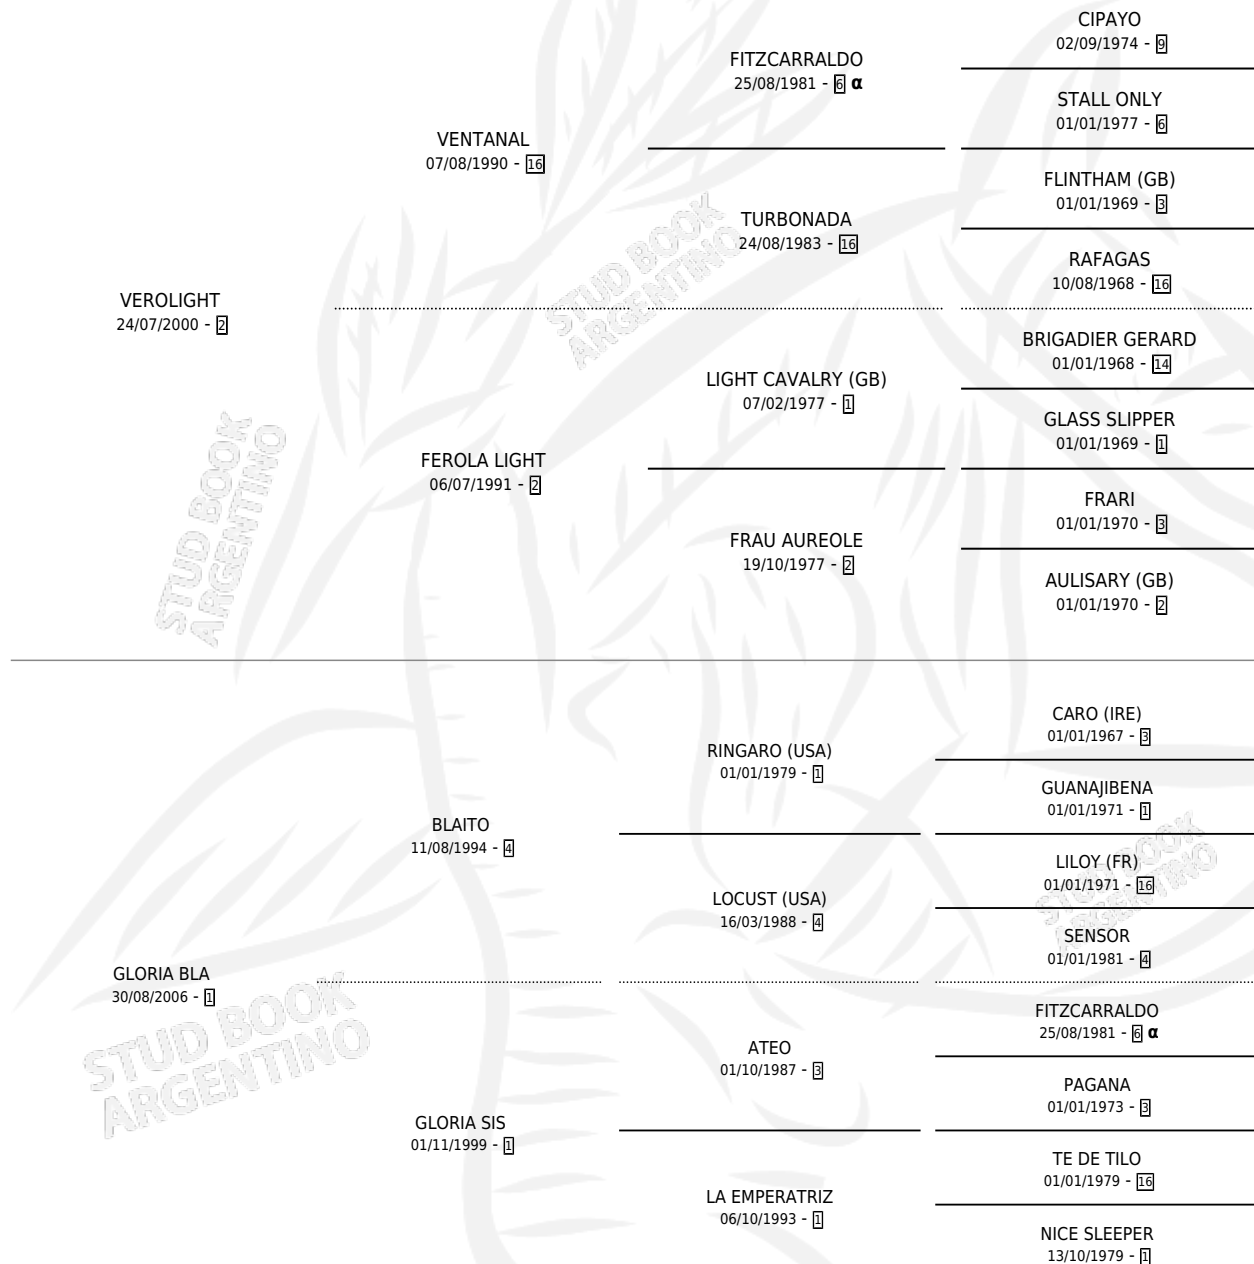 CIPAYO
02/09/1974 - 9
FITZCARRALDO
25/08/1981 - 6 α
STALL ONLY
01/01/1977 - 6
VENTANAL
07/08/1990 - 16
FLINTHAM (GB)
01/01/1969 - 3
TURBONADA
24/08/1983 - 16
RAFAGAS
10/08/1968 - 16
VEROLIGHT
24/07/2000 - 2
BRIGADIER GERARD
01/01/1968 - 14
LIGHT CAVALRY (GB)
07/02/1977 - 1
GLASS SLIPPER
01/01/1969 - 1
FEROLA LIGHT
06/07/1991 - 2
FRARI
01/01/1970 - 3
FRAU AUREOLE
19/10/1977 - 2
AULISARY (GB)
01/01/1970 - 2
CARO (IRE)
01/01/1967 - 3
RINGARO (USA)
01/01/1979 - 1
GUANAJIBENA
01/01/1971 - 1
BLAITO
11/08/1994 - 4
LILOY (FR)
01/01/1971 - 16
LOCUST (USA)
16/03/1988 - 4
SENSOR
01/01/1981 - 4
GLORIA BLA
30/08/2006 - 1
FITZCARRALDO
25/08/1981 - 6 α
ATEO
01/10/1987 - 3
PAGANA
01/01/1973 - 3
GLORIA SIS
01/11/1999 - 1
TE DE TILO
01/01/1979 - 16
LA EMPERATRIZ
06/10/1993 - 1
NICE SLEEPER
13/10/1979 - 1
STUD BOOK
ARGENTINO
STUD BOOK
ARGENTINO
STUD BOOK
ARGENTINO
STUD BOOK
ARGENTINO